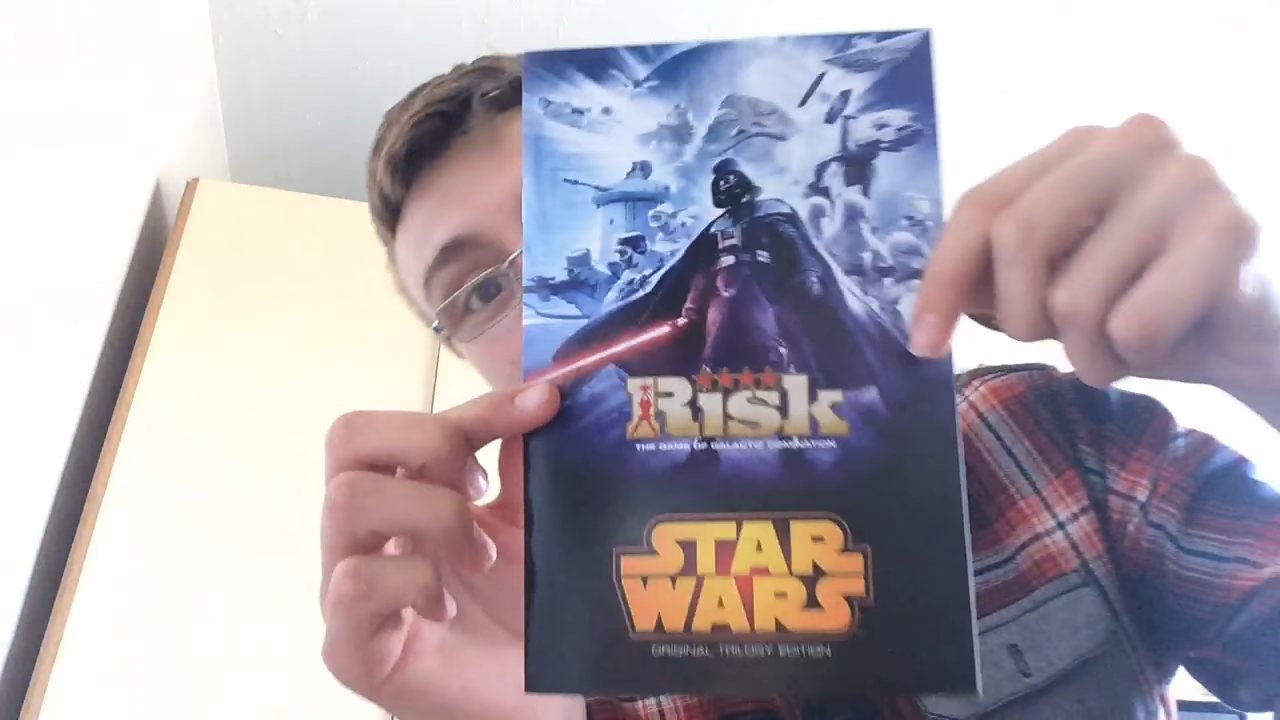 Risk
THE GAME OF GALACTIC DOMINATION
STAR
WARS
ORIGINAL TRILOGY EDITION